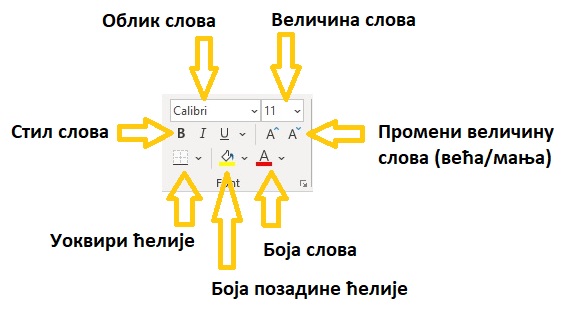 Облик слова
Величина слова
Calibri
11
Стил слова
B I U A A
Промени величину
слова (већа/мања)
A
Font
Уоквири ћелије
Боја слова
Боја позадине ћелије